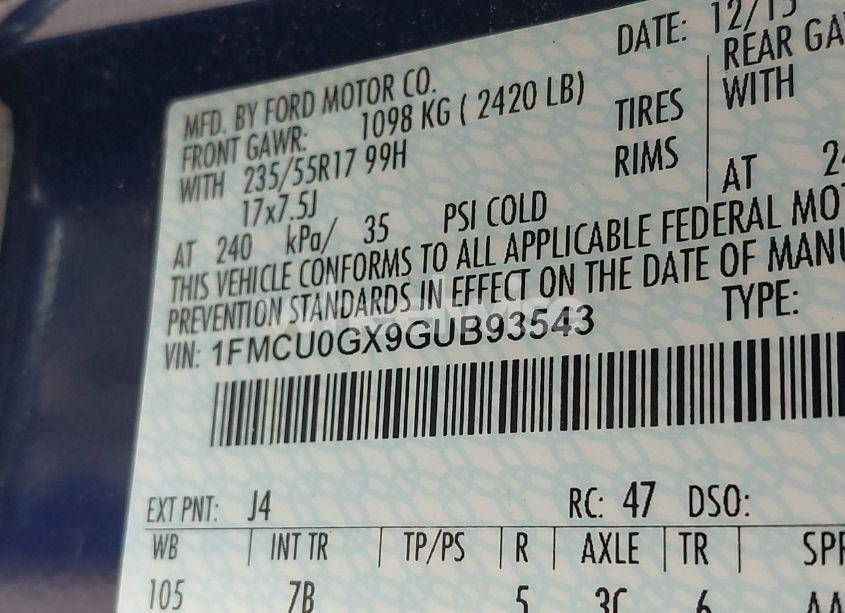 DATE: 12/15
MFD. BY FORD MOTOR CO.
FRONT GAWR: 1098 KG ( 2420 LB)
REAR
WITH 235/55R17 99H TIRES WITH
17x7.5J RIMS
AT 240 kPa/ 35 PSI COLD AT
THIS VEHICLE CONFORMS TO ALL APPLICABLE FEDERAL
PREVENTION STANDARDS IN EFFECT ON THE DATE OF
VIN: 1FMCU0GX9GUB93543 TYPE:
EXT PNT: J4 RC: 47 DSO:
WB INT TR TP/PS R AXLE TR
105 7B 5 3C 6 AA